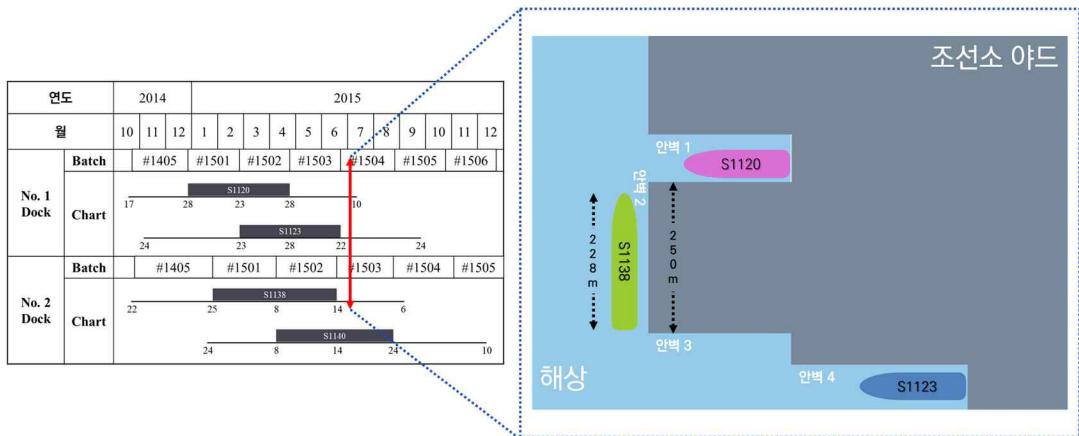 연도 2014 2015
월 10 11 12 1 2 3 4 5 6 7 8 9 10 11 12
No. 1 Dock
Batch #1405 #1501 #1502 #1503 #1504 #1505 #1506
Chart
S1120
17 28 23 28 10
S1123
24 23 28 22 24
No. 2 Dock
Batch #1405 #1501 #1502 #1503 #1504 #1505
Chart
S1138
22 25 8 14 6
S1140
24 8 14 24 10
조선소 야드
안벽 1
S1120
안벽 2
228m
S1138
250m
안벽 3
해상
안벽 4
S1123